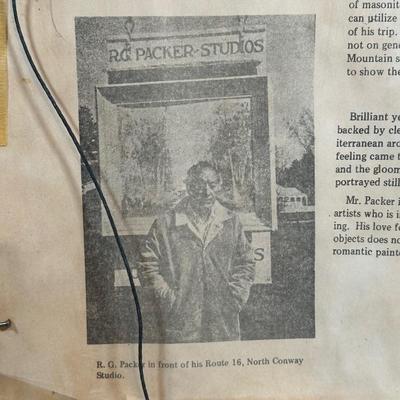 R.G. PACKER-STUDIOS
S
R. G. Packer in front of his Route 16, North Conway
Studio.
of masonit
can utilize
of his trip.
not on gene
Mountain s
to show the
Brilliant ye
backed by cle
iterranean aro
feeling came t
and the gloom
portrayed still
Mr. Packer i
artists who is i
ing. His love fo
objects does no
romantic painte